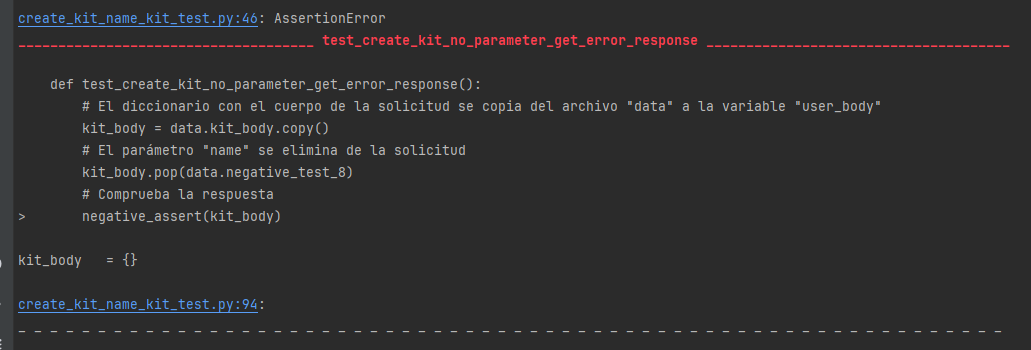 create_kit_name_kit_test.py:46: AssertionError
____________________________________ test_create_kit_no_parameter_get_error_response _____________________________________
def test_create_kit_no_parameter_get_error_response():
# El diccionario con el cuerpo de la solicitud se copia del archivo "data" a la variable "user_body"
kit_body = data.kit_body.copy()
# El parámetro "name" se elimina de la solicitud
kit_body.pop(data.negative_test_8)
# Comprueba la respuesta
> negative_assert(kit_body)
kit_body = {}
create_kit_name_kit_test.py:94:
_ _ _ _ _ _ _ _ _ _ _ _ _ _ _ _ _ _ _ _ _ _ _ _ _ _ _ _ _ _ _ _ _ _ _ _ _ _ _ _ _ _ _ _ _ _ _ _ _ _ _ _ _ _ _ _ _ _ _ _ _ _